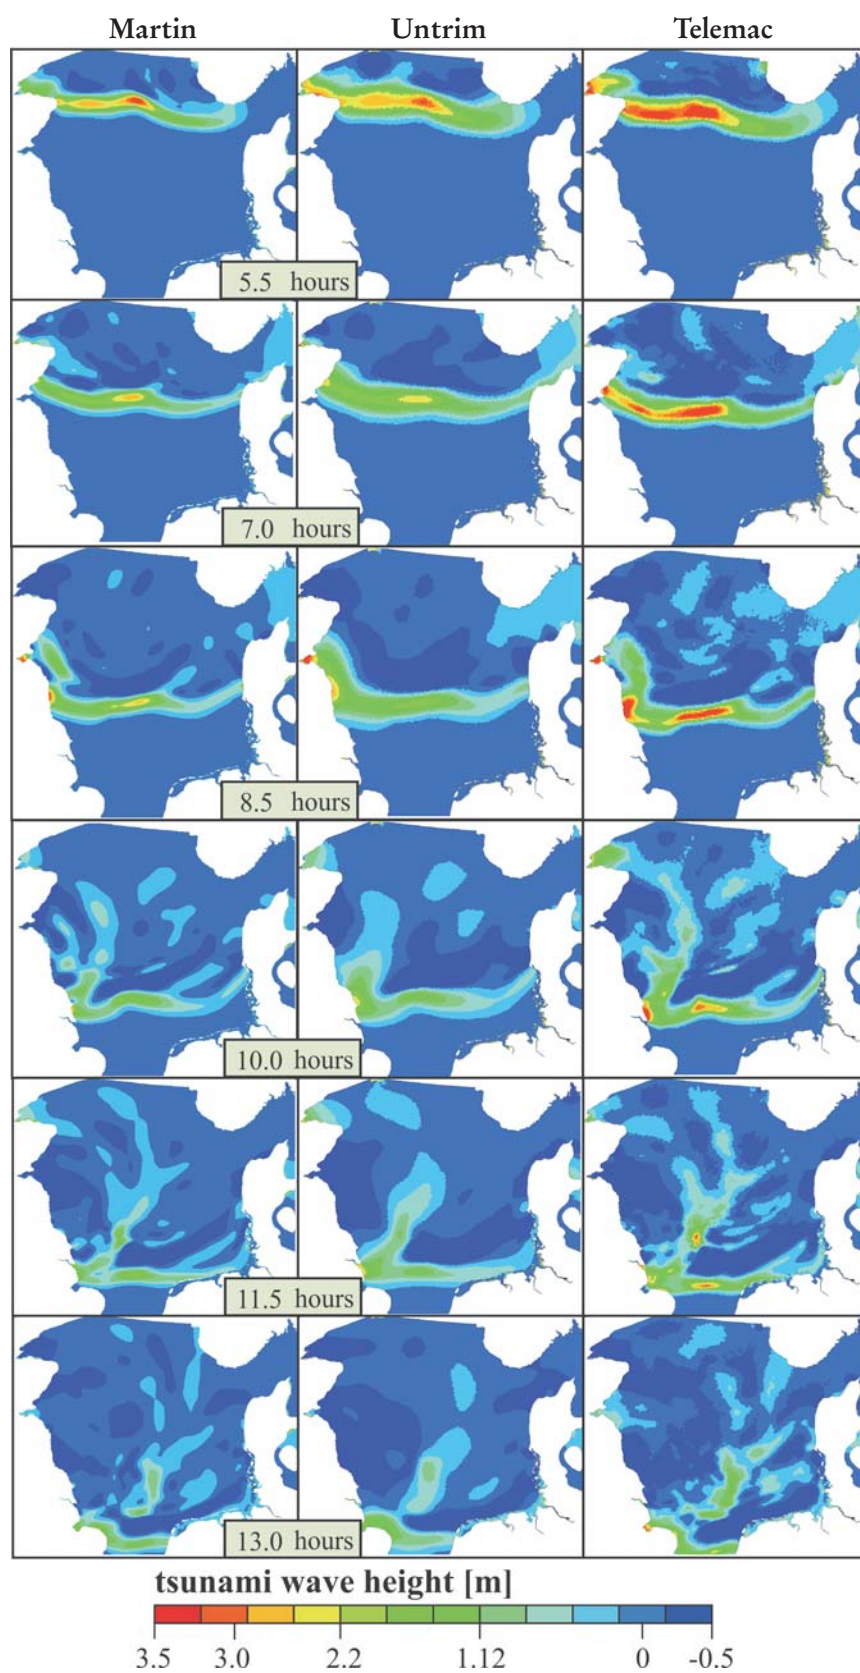 Martin Untrim Telemac
5.5 hours
7.0 hours
8.5 hours
10.0 hours
11.5 hours
13.0 hours
tsunami wave height [m]
3.5 3.0 2.2 1.12 0 -0.5